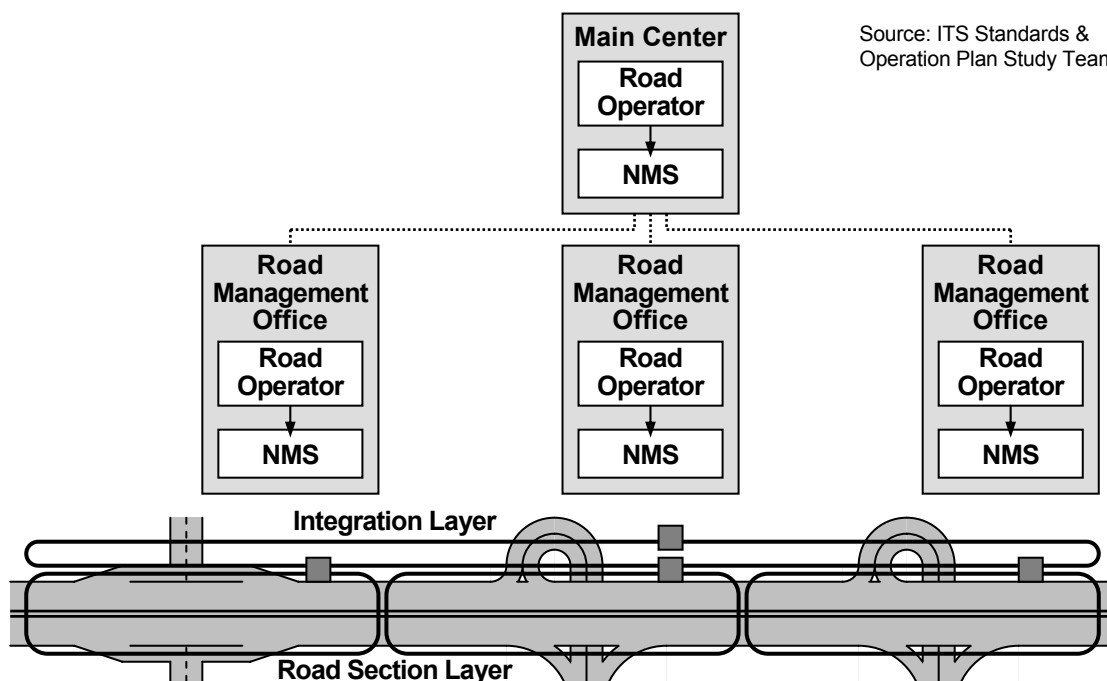 Main Center
Road
Operator
NMS
Source: ITS Standards &
Operation Plan Study Team
Road
Management
Office
Road
Operator
NMS
Road
Management
Office
Road
Operator
NMS
Road
Management
Office
Road
Operator
NMS
Integration Layer
Road Section Layer